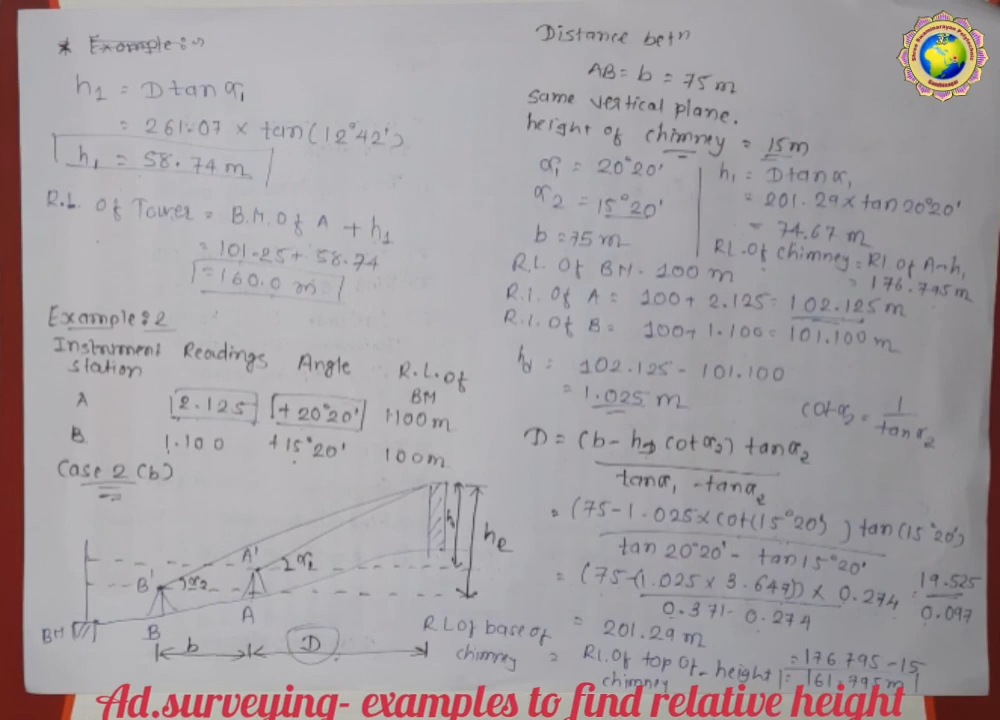 * Example:-
h1 = D tan α1
= 261.07 × tan(12°42')
h1 = 58.74 m
R.L. Of Tower = B.M. Of A + h1
= 101.25 + 58.74
= 160.0 m
Example: 2
Instrument station Readings Angle R.L. Of BM
A 2.125 +20°20' 100m
B 1.100 +15°20' 100m
Case 2 (b)
h
he
A'
α1
B'
α2
BM
B
A
b
D
Distance betn
AB = b = 75 m
same vertical plane.
height of chimney = 15m
α1 = 20°20'
α2 = 15°20'
b = 75 m
h1 = D tan α1
= 201.29 x tan 20°20'
= 74.67 m
RL. Of chimney = Rl. of A + h1
= 176.795 m
R.L. Of BM - 100 m
R.l. Of A = 100 + 2.125 = 102.125 m
R.l. of B = 100 + 1.100 = 101.100 m
hd = 102.125 - 101.100
= 1.025 m
cot α2 = 1 / tan α2
D = (b - hd cot α2) tan α2
tan α1 - tan α2
= (75 - 1.025 x cot(15°20')) tan(15°20')
tan 20°20' - tan 15°20'
= (75 - (1.025 x 3.647)) x 0.274 = 19.525
0.371 - 0.274 0.097
= 201.29 m
R.L of base of chimney = Rl. Of top Of chimney - height = 176.795 - 15
= 161.795 m
Shree Swaminarayan Polytechnic
Gandhinagar
Ad.surveying- examples to find relative height